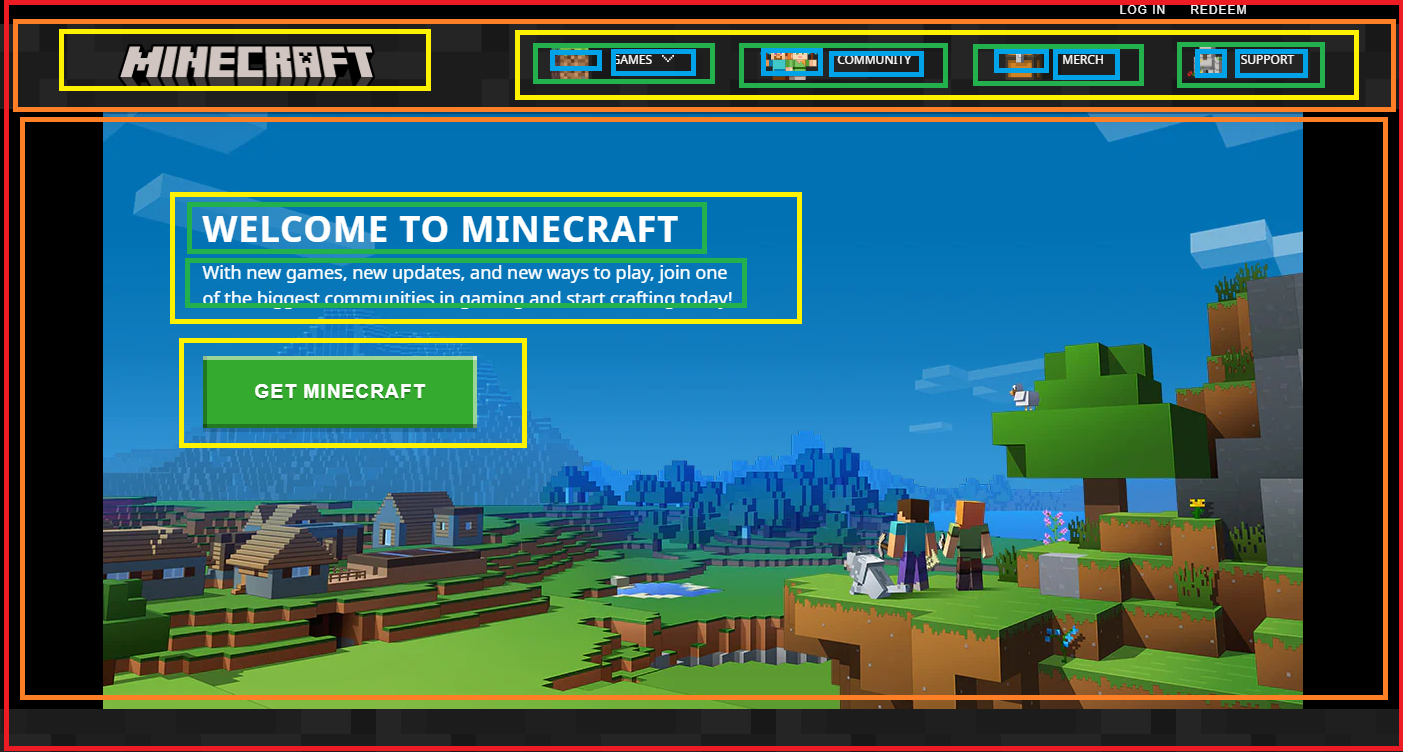 LOG IN REDEEM
MINECRAFT GAMES COMMUNITY MERCH SUPPORT
WELCOME TO MINECRAFT
With new games, new updates, and new ways to play, join one
of the biggest communities in gaming and start crafting today!
GET MINECRAFT